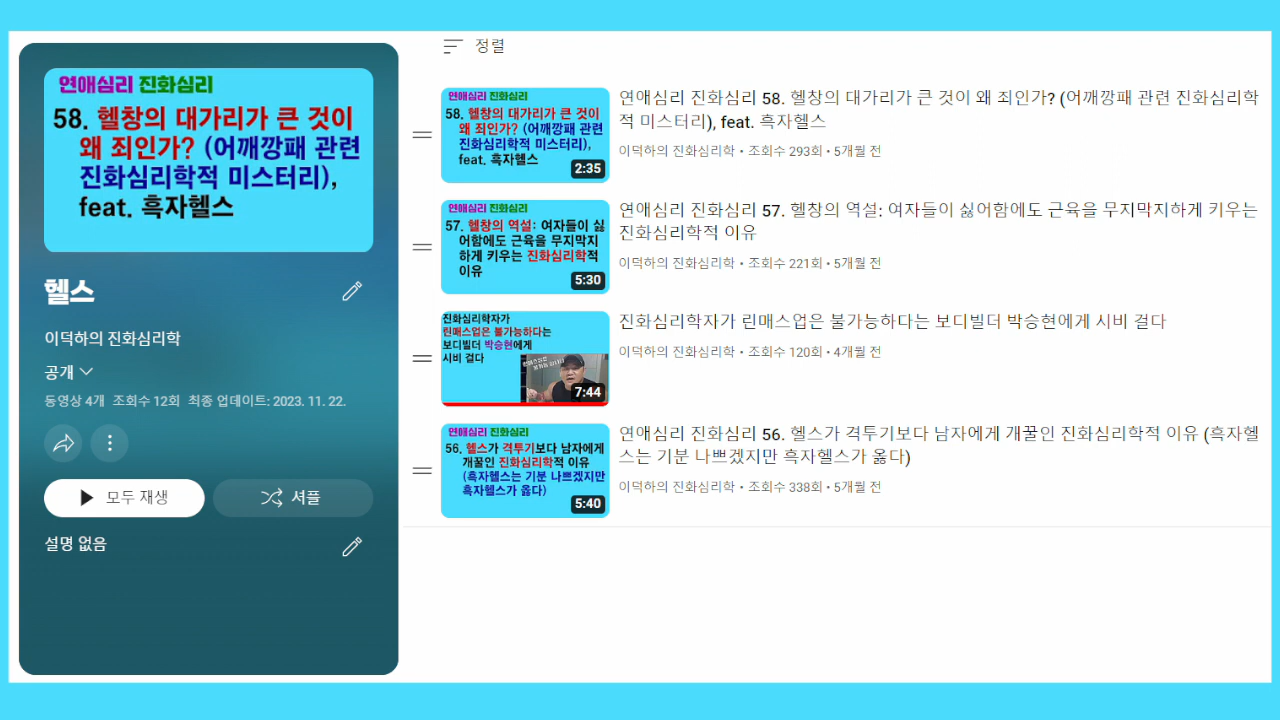 연애심리 진화심리
58. 헬창의 대가리가 큰 것이
왜 죄인가? (어깨깡패 관련
진화심리학적 미스터리),
feat. 흑자헬스
헬스
이덕하의 진화심리학
공개
동영상 4개 조회수 12회 최종 업데이트: 2023. 11. 22.
모두 재생
셔플
설명 없음
정렬
연애심리 진화심리
58. 헬창의 대가리가 큰 것이
왜 죄인가? (어깨깡패 관련
진화심리학적 미스터리),
feat. 흑자헬스
2:35
연애심리 진화심리 58. 헬창의 대가리가 큰 것이 왜 죄인가? (어깨깡패 관련 진화심리학
적 미스터리), feat. 흑자헬스
이덕하의 진화심리학 • 조회수 293회 • 5개월 전
연애심리 진화심리
57. 헬창의 역설: 여자들이 싫
어함에도 근육을 무지막지
하게 키우는 진화심리학적
이유
5:30
연애심리 진화심리 57. 헬창의 역설: 여자들이 싫어함에도 근육을 무지막지하게 키우는
진화심리학적 이유
이덕하의 진화심리학 • 조회수 221회 • 5개월 전
진화심리학자가
린매스업은 불가능하다는
보디빌더 박승현에게
시비 걸다
7:44
진화심리학자가 린매스업은 불가능하다는 보디빌더 박승현에게 시비 걸다
이덕하의 진화심리학 • 조회수 120회 • 4개월 전
연애심리 진화심리
56. 헬스가 격투기보다 남자에게
개꿀인 진화심리학적 이유
(흑자헬스는 기분 나쁘겠지만
흑자헬스가 옳다)
5:40
연애심리 진화심리 56. 헬스가 격투기보다 남자에게 개꿀인 진화심리학적 이유 (흑자헬
스는 기분 나쁘겠지만 흑자헬스가 옳다)
이덕하의 진화심리학 • 조회수 338회 • 5개월 전